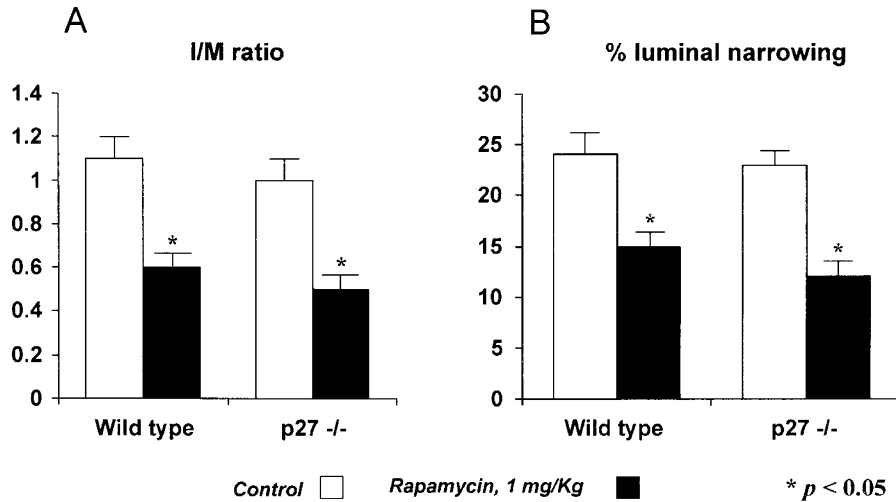 A
I/M ratio
1.4
1.2
1
0.8
0.6
0.4
0.2
0
*
*
Wild type
p27 -/-
B
% luminal narrowing
30
25
20
15
10
5
0
*
*
Wild type
p27 -/-
Control
Rapamycin, 1 mg/Kg
* p < 0.05